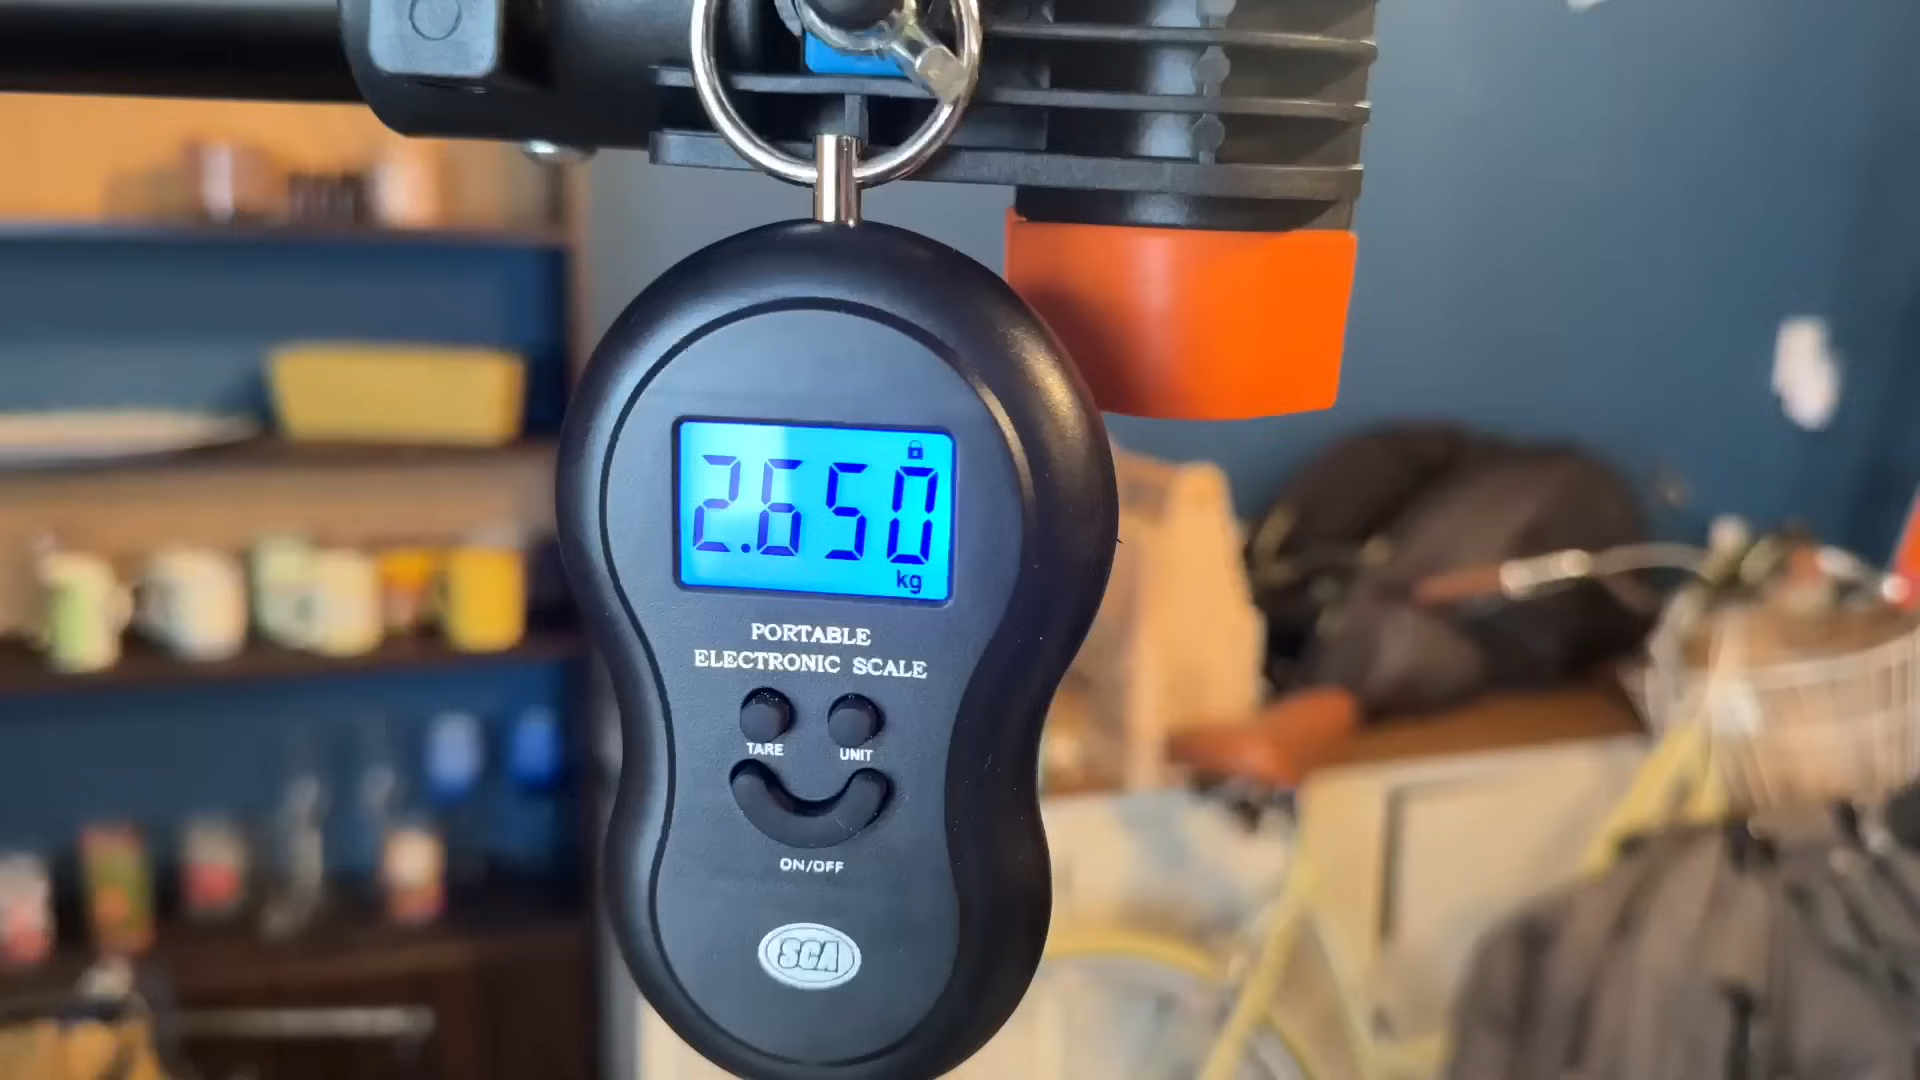 2.650
kg
PORTABLE
ELECTRONIC SCALE
TARE UNIT
ON/OFF
SCA